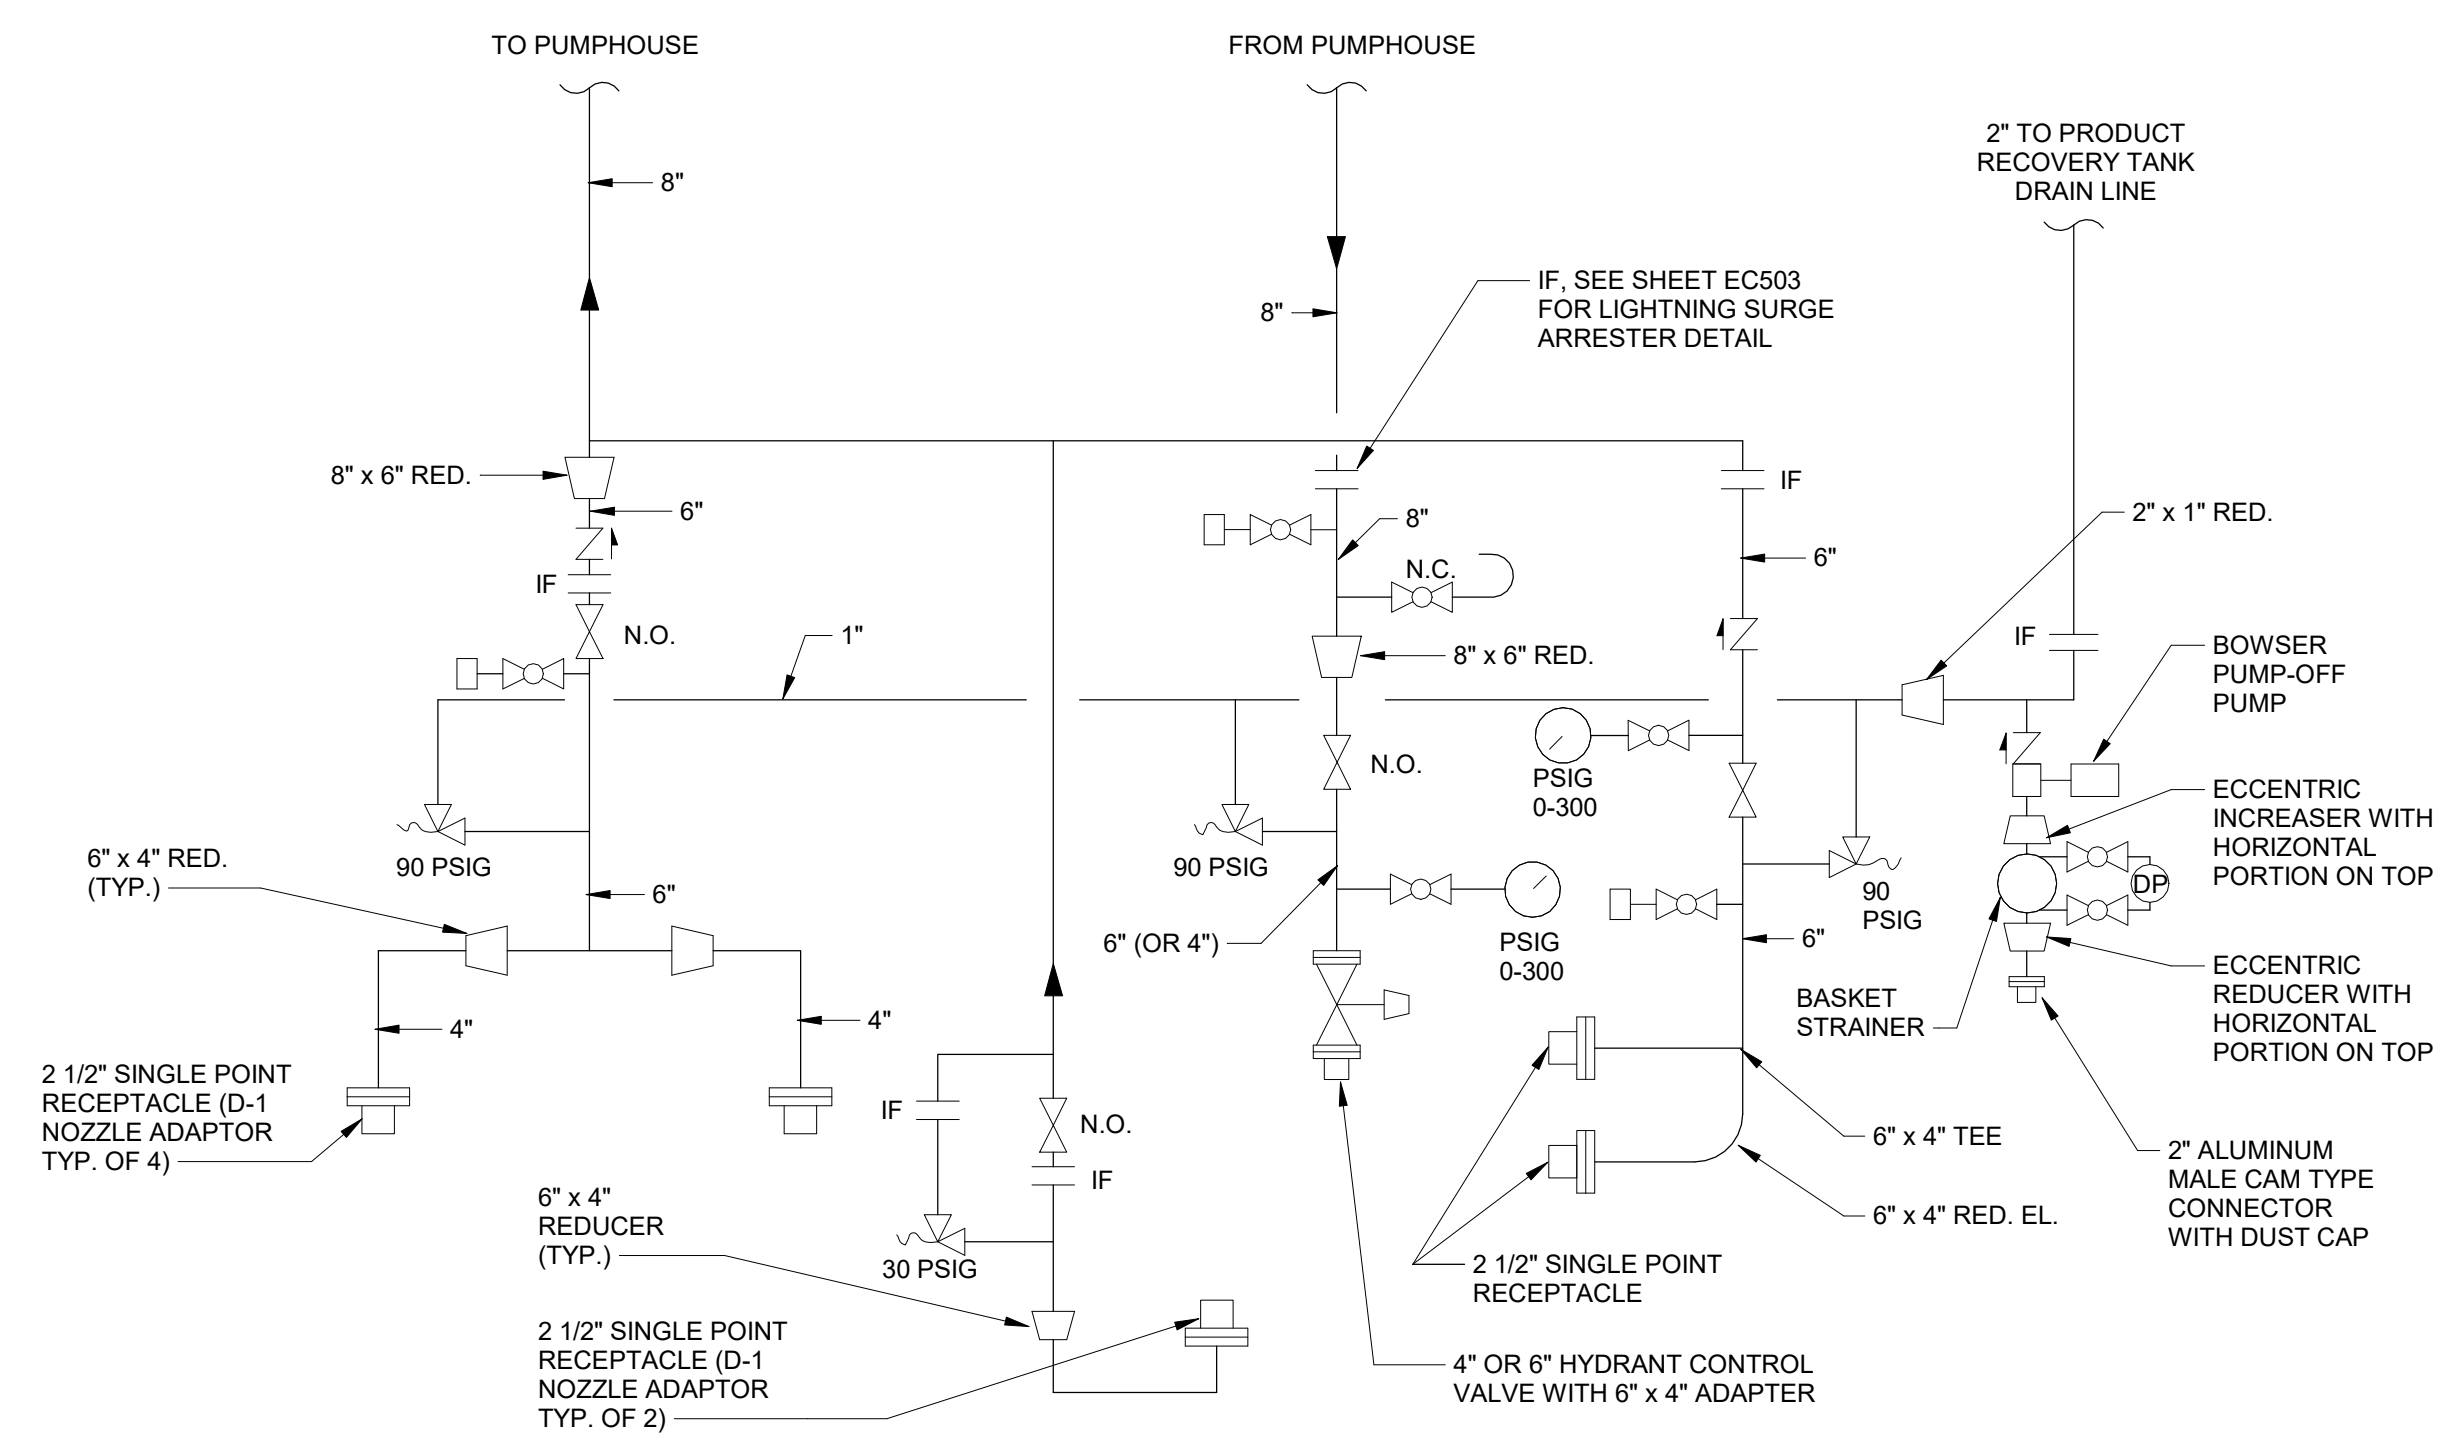 TO PUMPHOUSE
FROM PUMPHOUSE
2" TO PRODUCT
RECOVERY TANK
DRAIN LINE
8"
8"
IF, SEE SHEET EC503
FOR LIGHTNING SURGE
ARRESTER DETAIL
8" x 6" RED.
6"
IF
N.O.
1"
8"
N.C.
8" x 6" RED.
N.O.
IF
6"
2" x 1" RED.
IF
BOWSER
PUMP-OFF
PUMP
PSIG
0-300
ECCENTRIC
INCREASER WITH
HORIZONTAL
PORTION ON TOP
90 PSIG
6" x 4" RED.
(TYP.)
6"
90 PSIG
6" (OR 4")
PSIG
0-300
90
PSIG
DP
6"
BASKET
STRAINER
ECCENTRIC
REDUCER WITH
HORIZONTAL
PORTION ON TOP
4"
4"
2 1/2" SINGLE POINT
RECEPTACLE (D-1
NOZZLE ADAPTOR
TYP. OF 4)
IF
N.O.
IF
30 PSIG
6" x 4"
REDUCER
(TYP.)
2 1/2" SINGLE POINT
RECEPTACLE (D-1
NOZZLE ADAPTOR
TYP. OF 2)
6" x 4" TEE
6" x 4" RED. EL.
2" ALUMINUM
MALE CAM TYPE
CONNECTOR
WITH DUST CAP
2 1/2" SINGLE POINT
RECEPTACLE
4" OR 6" HYDRANT CONTROL
VALVE WITH 6" x 4" ADAPTER